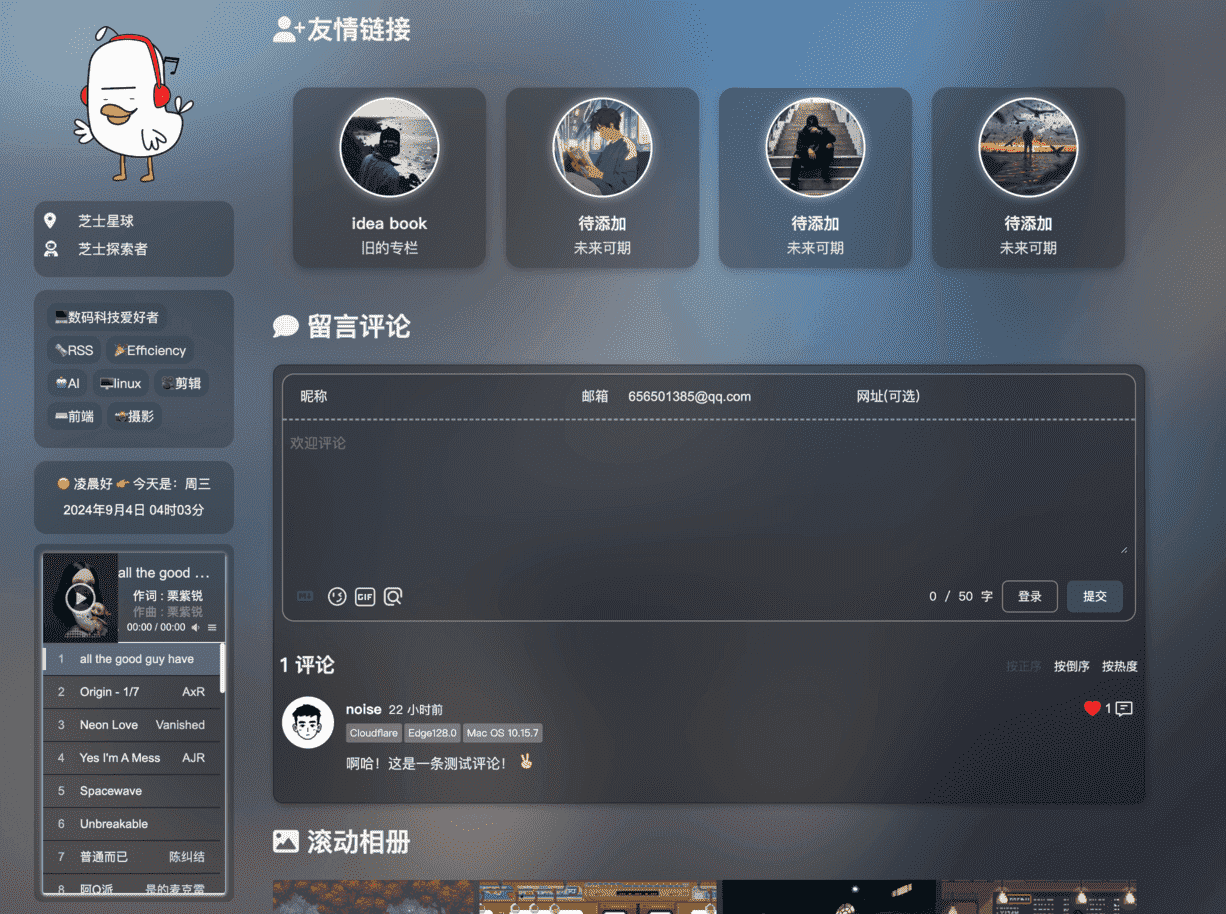 芝士星球
芝士探索者
数码科技爱好者
RSS
Efficiency
AI
linux
剪辑
前端
摄影
凌晨好 今天是：周三
2024年9月4日 04时03分
all the good ...
作词 : 栗紫锐
作曲 : 栗紫锐
00:00 / 00:00
1 all the good guy have
2 Origin - 1/7 AxR
3 Neon Love Vanished
4 Yes I'm A Mess AJR
5 Spacewave
6 Unbreakable
7 普通而已 陈纠结
8 阿Q派 是的麦克雷
友情链接
idea book
旧的专栏
待添加
未来可期
待添加
未来可期
待添加
未来可期
留言评论
昵称 邮箱 656501385@qq.com 网址(可选)
欢迎评论
GIF
0 / 50 字 登录 提交
1 评论 按正序 按倒序 按热度
noise 22 小时前 1
Cloudflare Edge128.0 Mac OS 10.15.7
啊哈！这是一条测试评论！
滚动相册